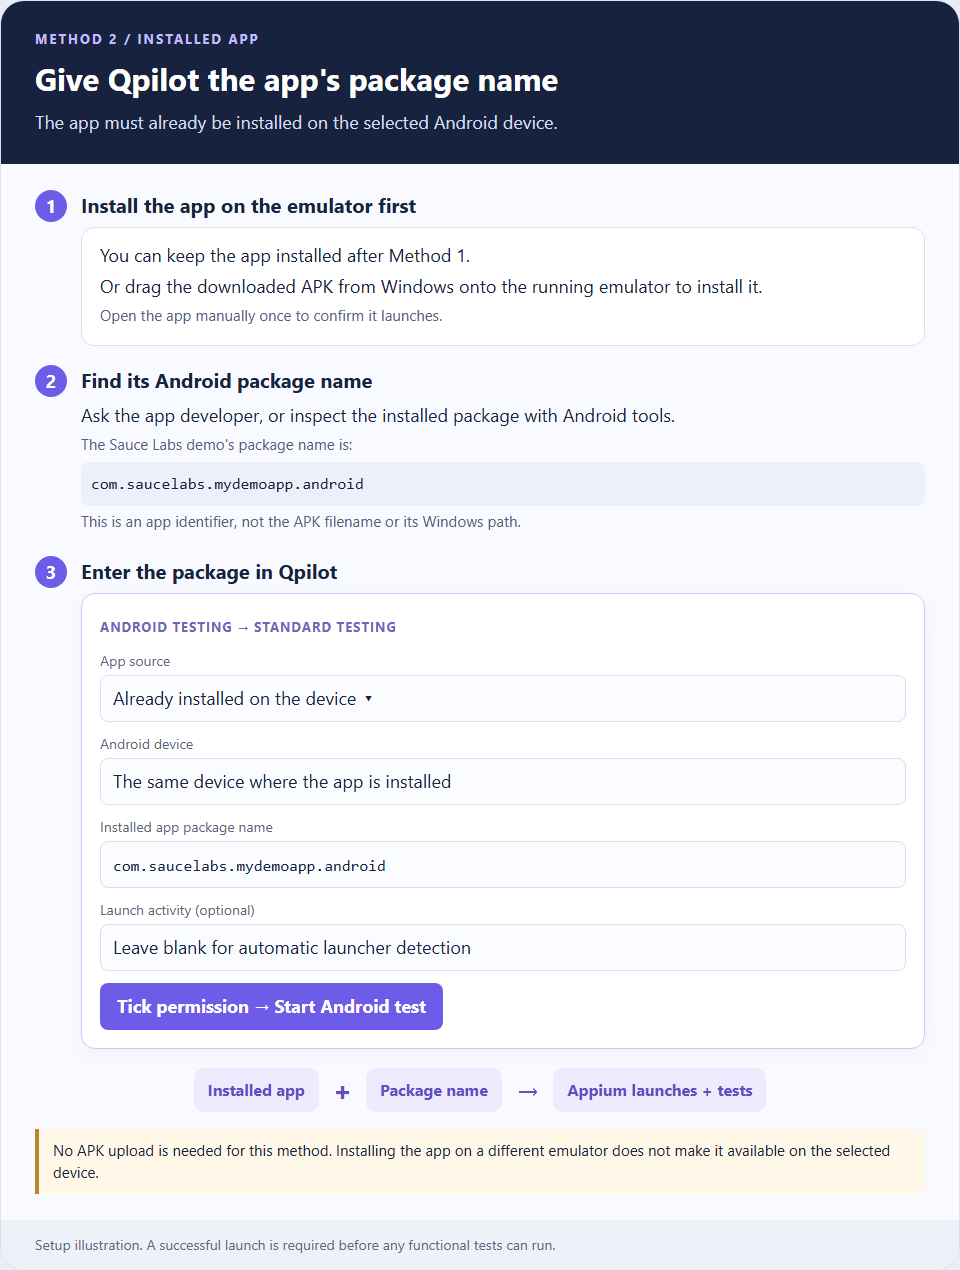 METHOD 2 / INSTALLED APP
Give Qpilot the app's package name
The app must already be installed on the selected Android device.
1 Install the app on the emulator first
You can keep the app installed after Method 1.
Or drag the downloaded APK from Windows onto the running emulator to install it.
Open the app manually once to confirm it launches.
2 Find its Android package name
Ask the app developer, or inspect the installed package with Android tools.
The Sauce Labs demo's package name is:
com.saucelabs.mydemoapp.android
This is an app identifier, not the APK filename or its Windows path.
3 Enter the package in Qpilot
ANDROID TESTING → STANDARD TESTING
App source
Already installed on the device ▾
Android device
The same device where the app is installed
Installed app package name
com.saucelabs.mydemoapp.android
Launch activity (optional)
Leave blank for automatic launcher detection
Tick permission → Start Android test
Installed app + Package name → Appium launches + tests
No APK upload is needed for this method. Installing the app on a different emulator does not make it available on the selected
device.
Setup illustration. A successful launch is required before any functional tests can run.